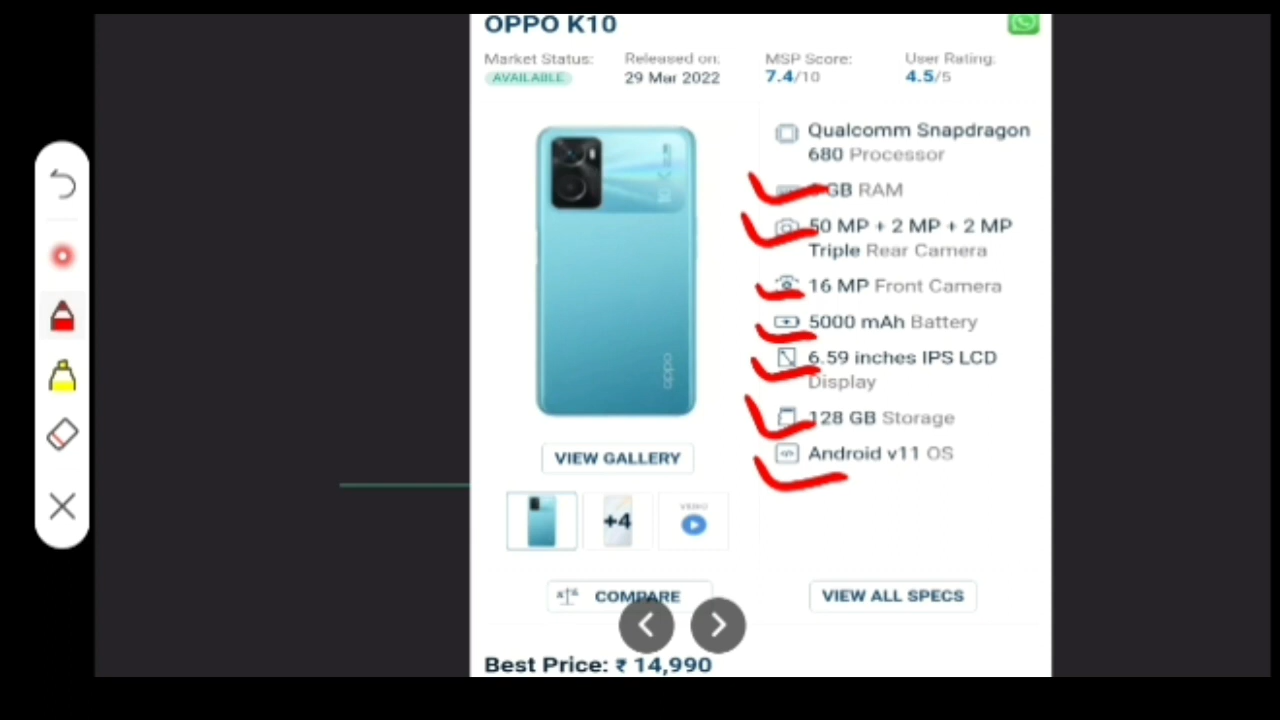 OPPO K10
Market Status: Released on: MSP Score: User Rating:
AVAILABLE 29 Mar 2022 7.4/10 4.5/5
Qualcomm Snapdragon
680 Processor
GB RAM
50 MP + 2 MP + 2 MP
Triple Rear Camera
16 MP Front Camera
5000 mAh Battery
6.59 inches IPS LCD
Display
128 GB Storage
Android v11 OS
oppo
VIEW GALLERY
+4
VIDEO
COMPARE
VIEW ALL SPECS
Best Price: ₹ 14,990